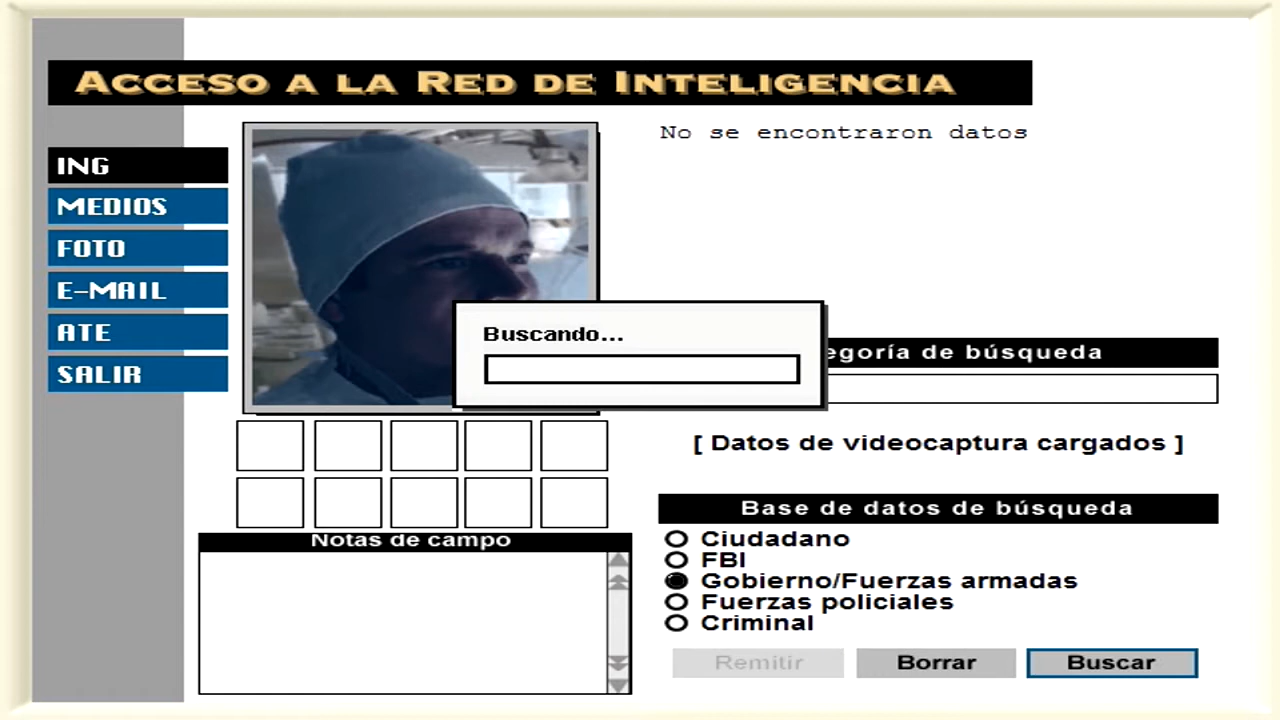 ACCESO A LA RED DE INTELIGENCIA
No se encontraron datos
ING
MEDIOS
FOTO
E-MAIL
ATE
SALIR
Buscando...
egoría de búsqueda
[ Datos de videocaptura cargados ]
Base de datos de búsqueda
Ciudadano
FBI
Gobierno/Fuerzas armadas
Fuerzas policiales
Criminal
Notas de campo
Remitir
Borrar
Buscar